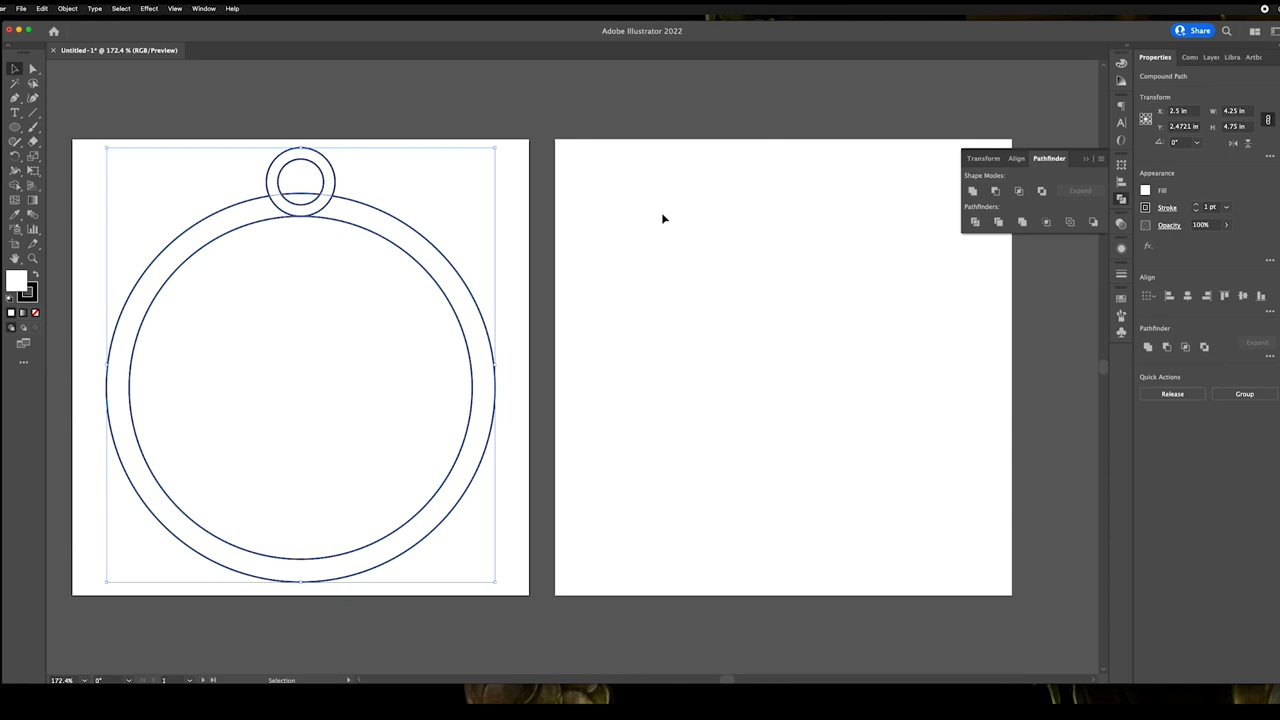 or File Edit Object Type Select Effect View Window Help
Adobe Illustrator 2022
Share
× Untitled-1* @ 172.4 % (RGB/Preview)
Properties Com Layer Libra Artb
Compound Path
Transform
X: 2.5 in W: 4.25 in
Y: 2.4721 in H: 4.75 in
0°
Transform Align Pathfinder
Shape Modes:
Expand
Pathfinders:
Appearance
Fill
Stroke 1 pt
Opacity 100%
fx.
Align
Pathfinder
Expand
Quick Actions
Release Group
172.4% 0° 1 Selection